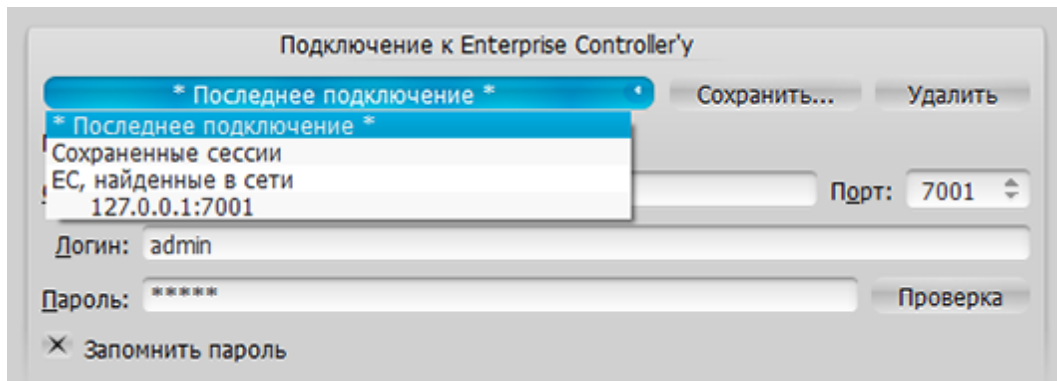 Подключение к Enterprise Controller'у
* Последнее подключение * Сохранить... Удалить
* Последнее подключение *
Сохраненные сессии
EC, найденные в сети
127.0.0.1:7001
Порт: 7001
Логин: admin
Пароль: ***** Проверка
Запомнить пароль